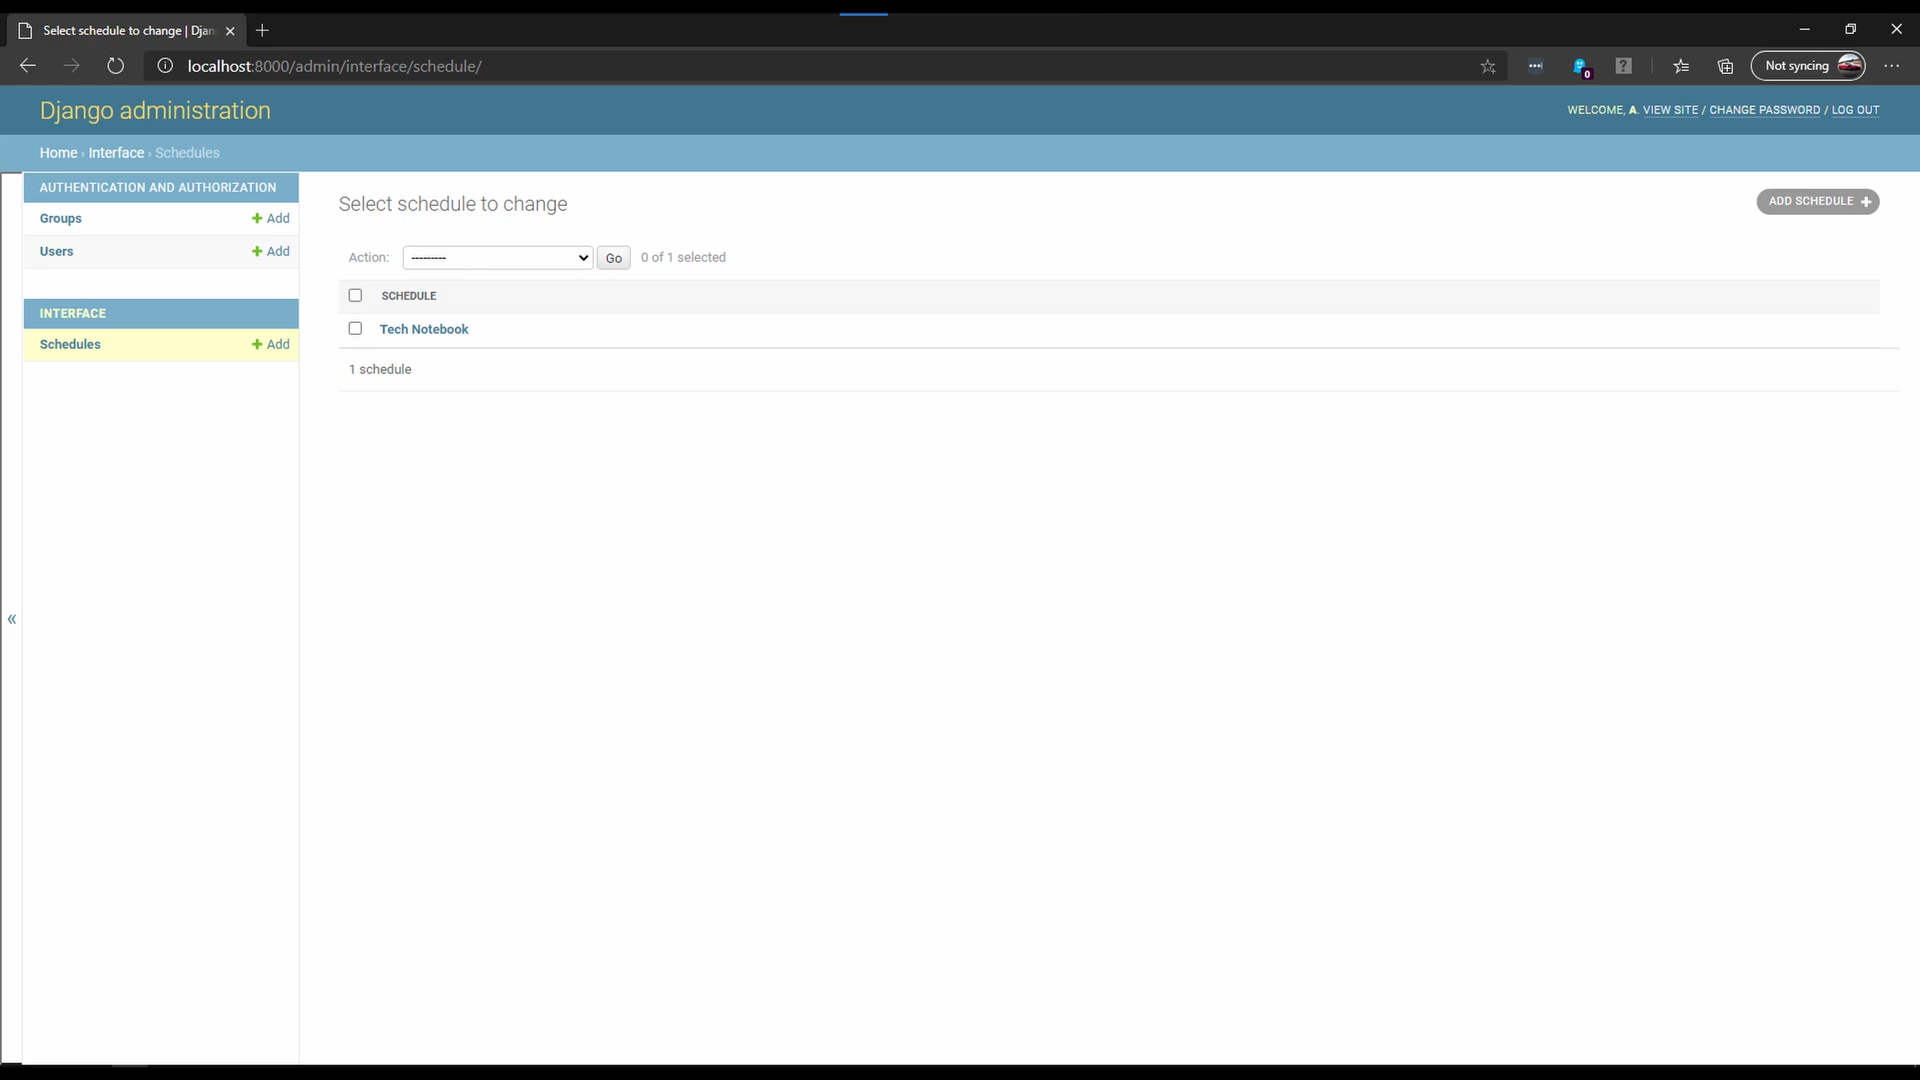 Select schedule to change | Djan
localhost:8000/admin/interface/schedule/
0
Not syncing
Django administration
WELCOME, A. VIEW SITE / CHANGE PASSWORD / LOG OUT
Home › Interface › Schedules
AUTHENTICATION AND AUTHORIZATION
Groups + Add
Users + Add
INTERFACE
Schedules + Add
«
Select schedule to change
ADD SCHEDULE +
Action: --------- Go 0 of 1 selected
SCHEDULE
Tech Notebook
1 schedule